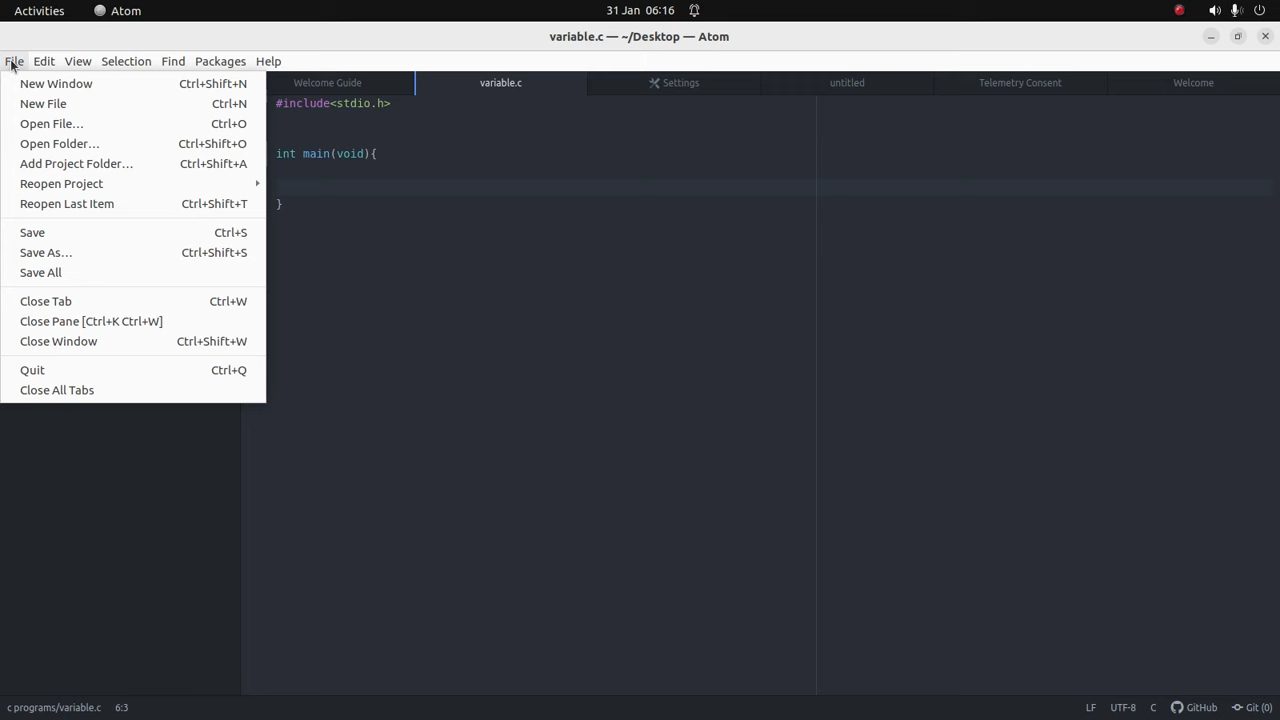 Activities Atom 31 Jan 06:16
variable.c — ~/Desktop — Atom
File Edit View Selection Find Packages Help
New Window Ctrl+Shift+N
New File Ctrl+N
Open File… Ctrl+O
Open Folder… Ctrl+Shift+O
Add Project Folder… Ctrl+Shift+A
Reopen Project
Reopen Last Item Ctrl+Shift+T
Save Ctrl+S
Save As… Ctrl+Shift+S
Save All
Close Tab Ctrl+W
Close Pane [Ctrl+K Ctrl+W]
Close Window Ctrl+Shift+W
Quit Ctrl+Q
Close All Tabs
Welcome Guide variable.c Settings untitled Telemetry Consent Welcome
#include<stdio.h>
int main(void){
}
c programs/variable.c 6:3 LF UTF-8 C GitHub Git (0)